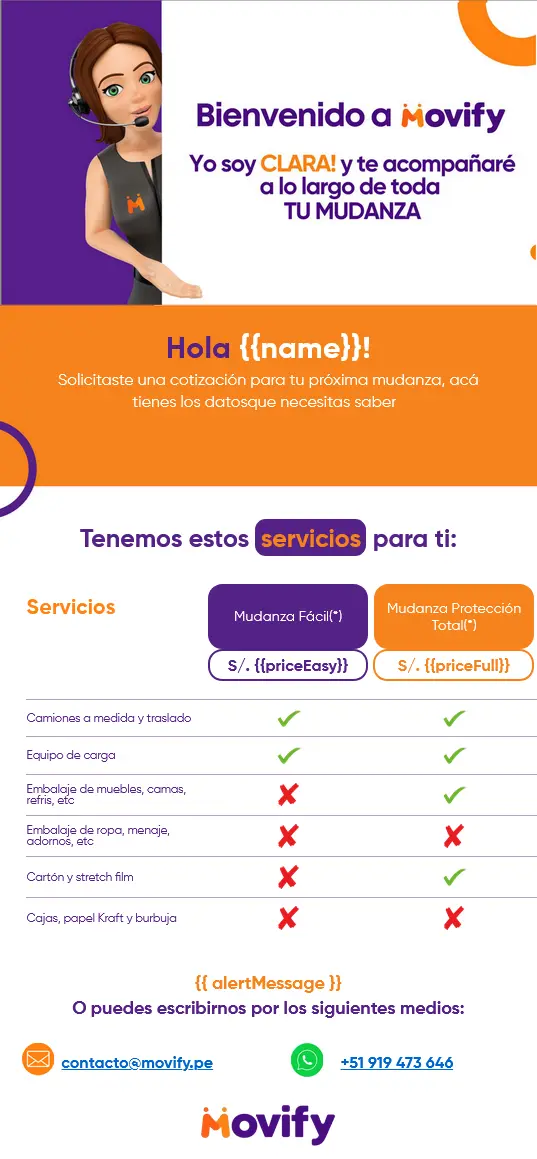 Bienvenido a Movify
Yo soy CLARA! y te acompañaré
a lo largo de toda
TU MUDANZA
Hola {{name}}!
Solicitaste una cotización para tu próxima mudanza, acá
tienes los datosque necesitas saber
Tenemos estos servicios para ti:
Servicios
Mudanza Fácil(*)
Mudanza Protección
Total(*)
S/. {{priceEasy}}
S/. {{priceFull}}
Camiones a medida y traslado
Equipo de carga
Embalaje de muebles, camas,
refris, etc
Embalaje de ropa, menaje,
adornos, etc
Cartón y stretch film
Cajas, papel Kraft y burbuja
{{ alertMessage }}
O puedes escribirnos por los siguientes medios:
contacto@movify.pe
+51 919 473 646
Movify